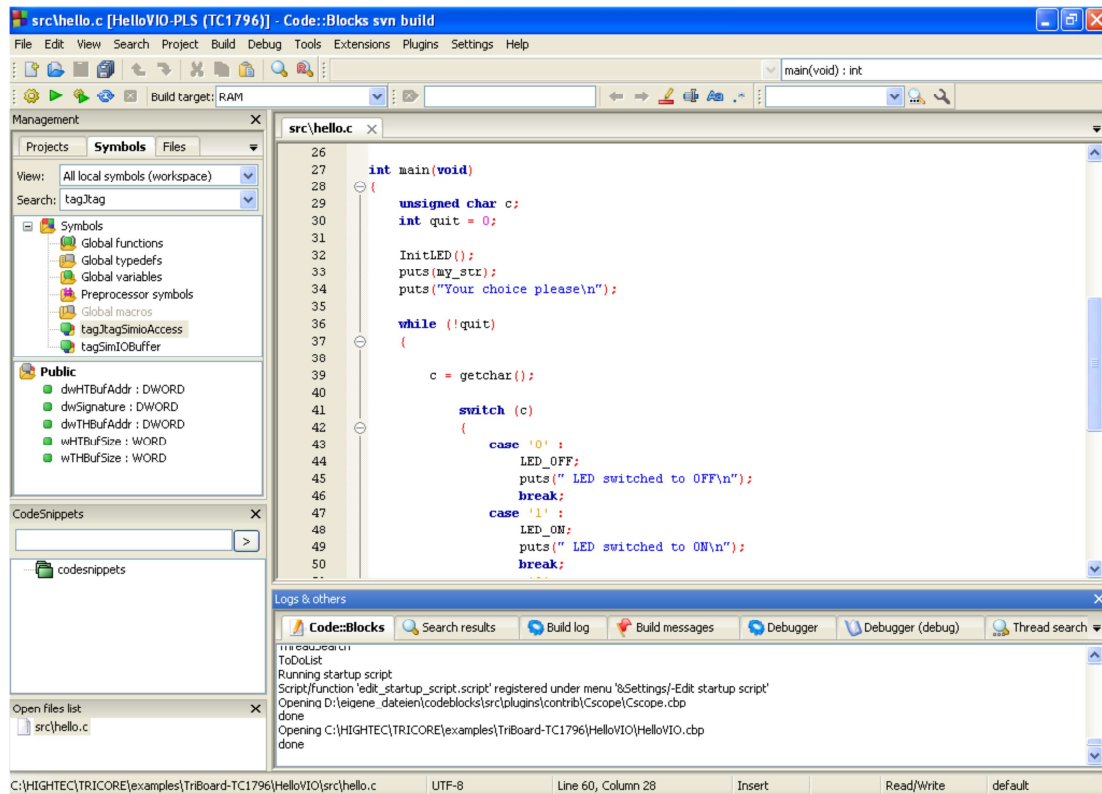 src\hello.c [HelloVIO-PLS (TC1796)] - Code::Blocks svn build
File Edit View Search Project Build Debug Tools Extensions Plugins Settings Help
main(void) : int
Build target: RAM
Management
Projects Symbols Files
View: All local symbols (workspace)
Search: tagJtag
Symbols
Global functions
Global typedefs
Global variables
Preprocessor symbols
Global macros
tagJtagSimioAccess
tagSimIOBuffer
Public
dwHTBufAddr : DWORD
dwSignature : DWORD
dwTHBufAddr : DWORD
wHTBufSize : WORD
wTHBufSize : WORD
CodeSnippets
>
codesnippets
Open files list
src\hello.c
src\hello.c
26
27 int main(void)
28 {
29 unsigned char c;
30 int quit = 0;
31
32 InitLED();
33 puts(my_str);
34 puts("Your choice please\n");
35
36 while (!quit)
37 {
38
39 c = getchar();
40
41 switch (c)
42 {
43 case '0' :
44 LED_OFF;
45 puts(" LED switched to OFF\n");
46 break;
47 case '1' :
48 LED_ON;
49 puts(" LED switched to ON\n");
50 break;
Logs & others
Code::Blocks Search results Build log Build messages Debugger Debugger (debug) Thread search
ThreadSearch
ToDoList
Running startup script
Script/function 'edit_startup_script.script' registered under menu '&Settings/-Edit startup script'
Opening D:\eigene_dateien\codeblocks\src\plugins\contrib\Cscope\Cscope.cbp
done
Opening C:\HIGHTEC\TRICORE\examples\TriBoard-TC1796\HelloVIO\HelloVIO.cbp
done
C:\HIGHTEC\TRICORE\examples\TriBoard-TC1796\HelloVIO\src\hello.c UTF-8 Line 60, Column 28 Insert Read/Write default